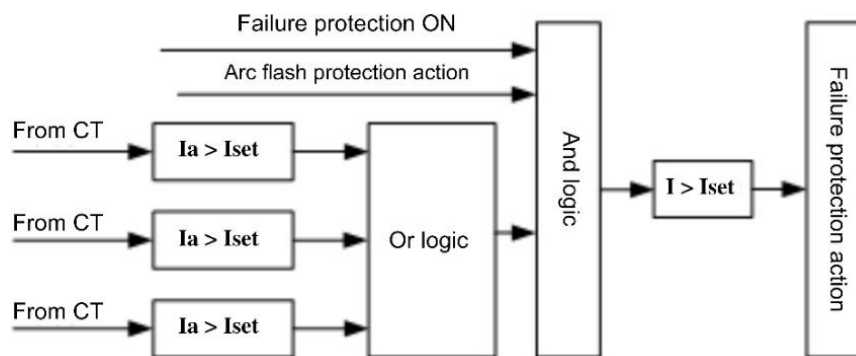 Failure protection ON
Arc flash protection action
From CT
Ia > Iset
From CT
Ia > Iset
From CT
Ia > Iset
Or logic
And logic
I > Iset
Failure protection action